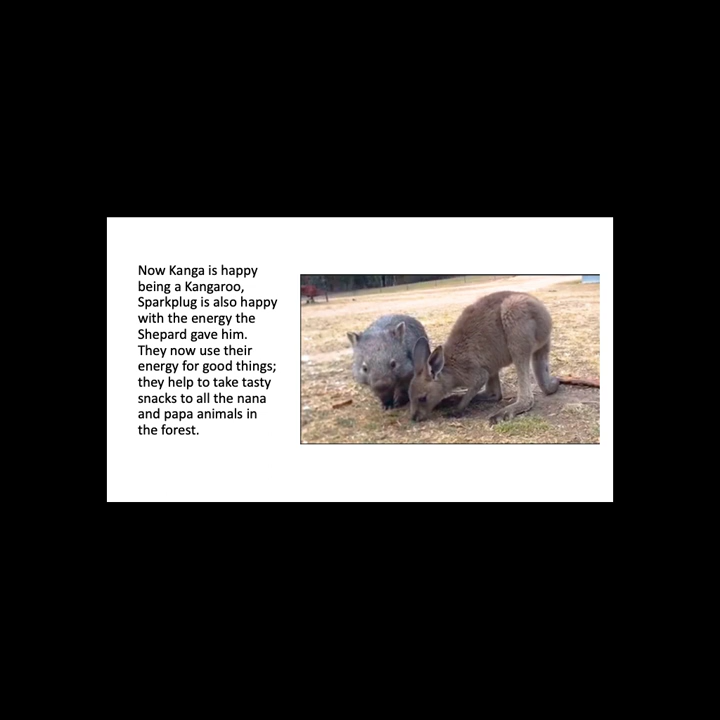 Now Kanga is happy
being a Kangaroo,
Sparkplug is also happy
with the energy the
Shepard gave him.
They now use their
energy for good things;
they help to take tasty
snacks to all the nana
and papa animals in
the forest.